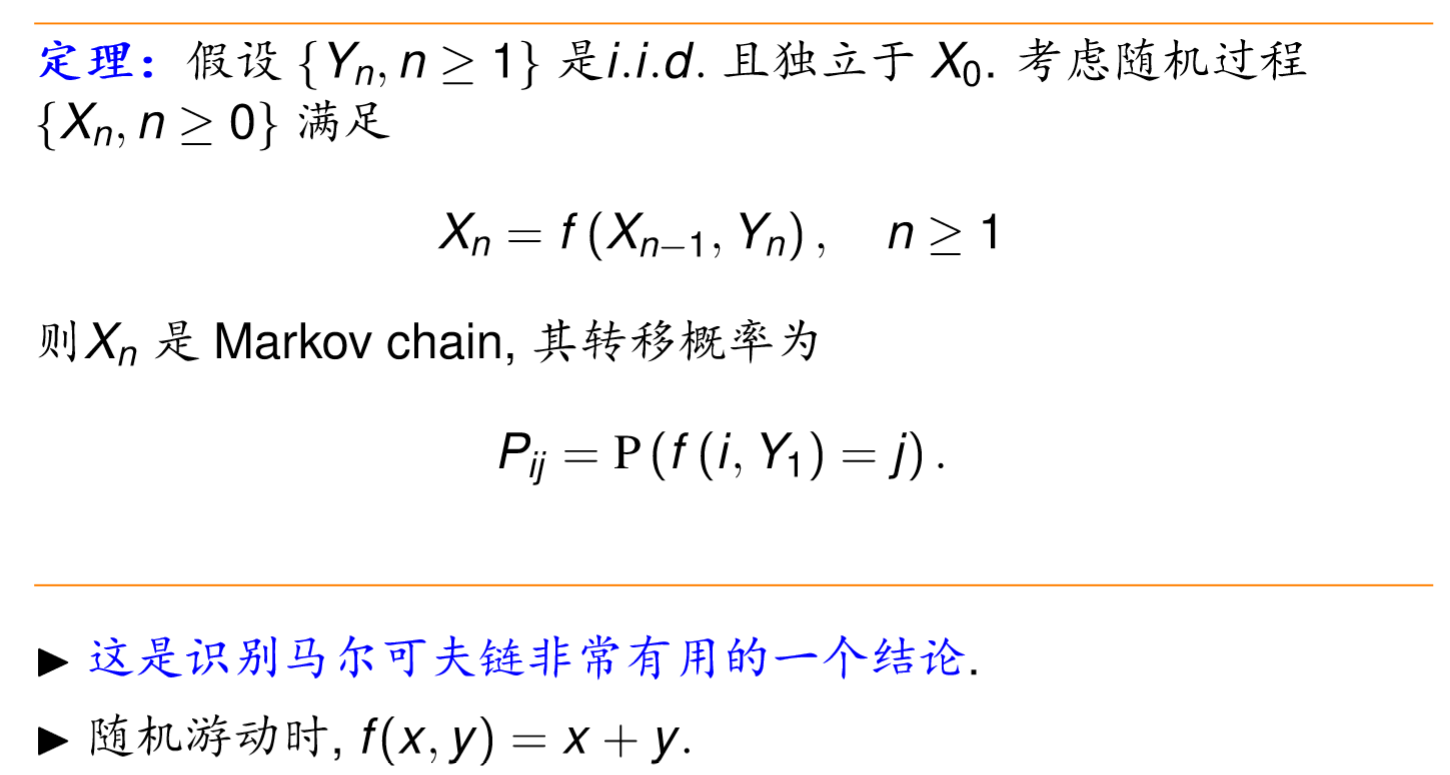 定理：假设 {Yₙ, n ≥ 1} 是i.i.d. 且独立于 X₀. 考虑随机过程
{Xₙ, n ≥ 0} 满足
Xₙ = f (Xₙ₋₁, Yₙ) , n ≥ 1
则Xₙ 是 Markov chain, 其转移概率为
Pᵢⱼ = P (f (i, Y₁) = j) .
▶ 这是识别马尔可夫链非常有用的一个结论.
▶ 随机游动时, f(x, y) = x + y.